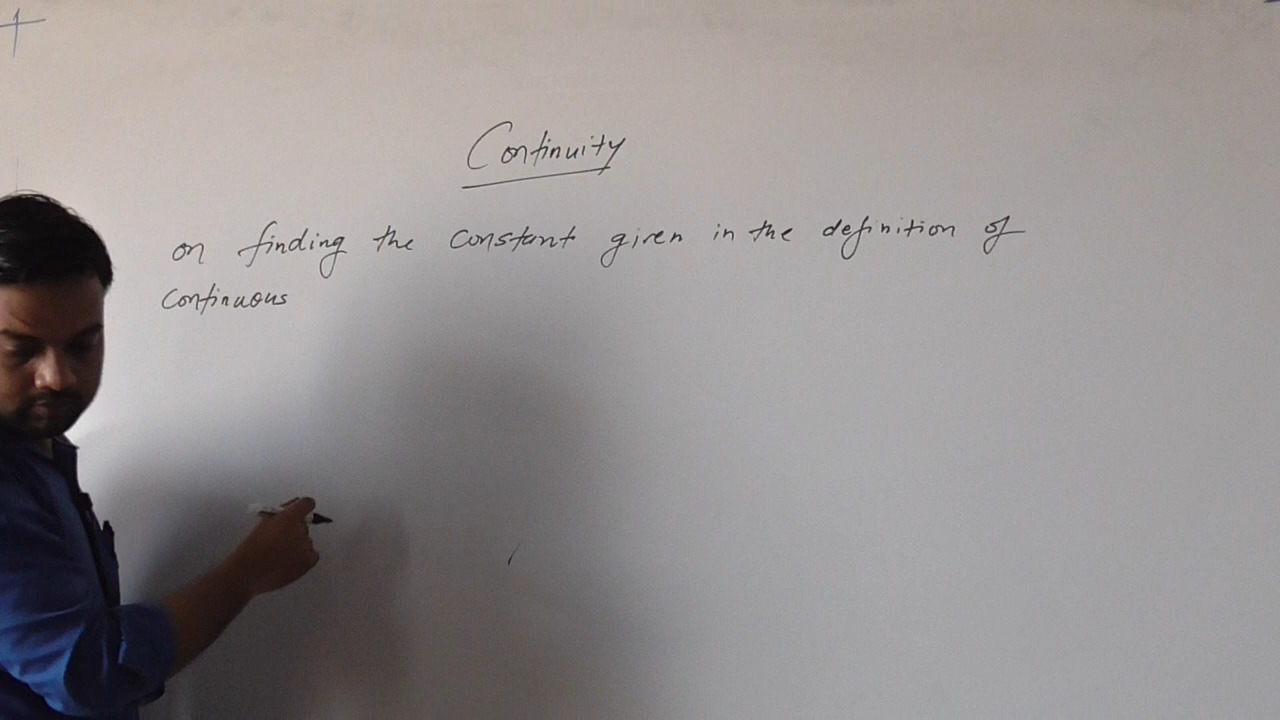 Continuity
on finding the constant given in the definition of
continuous